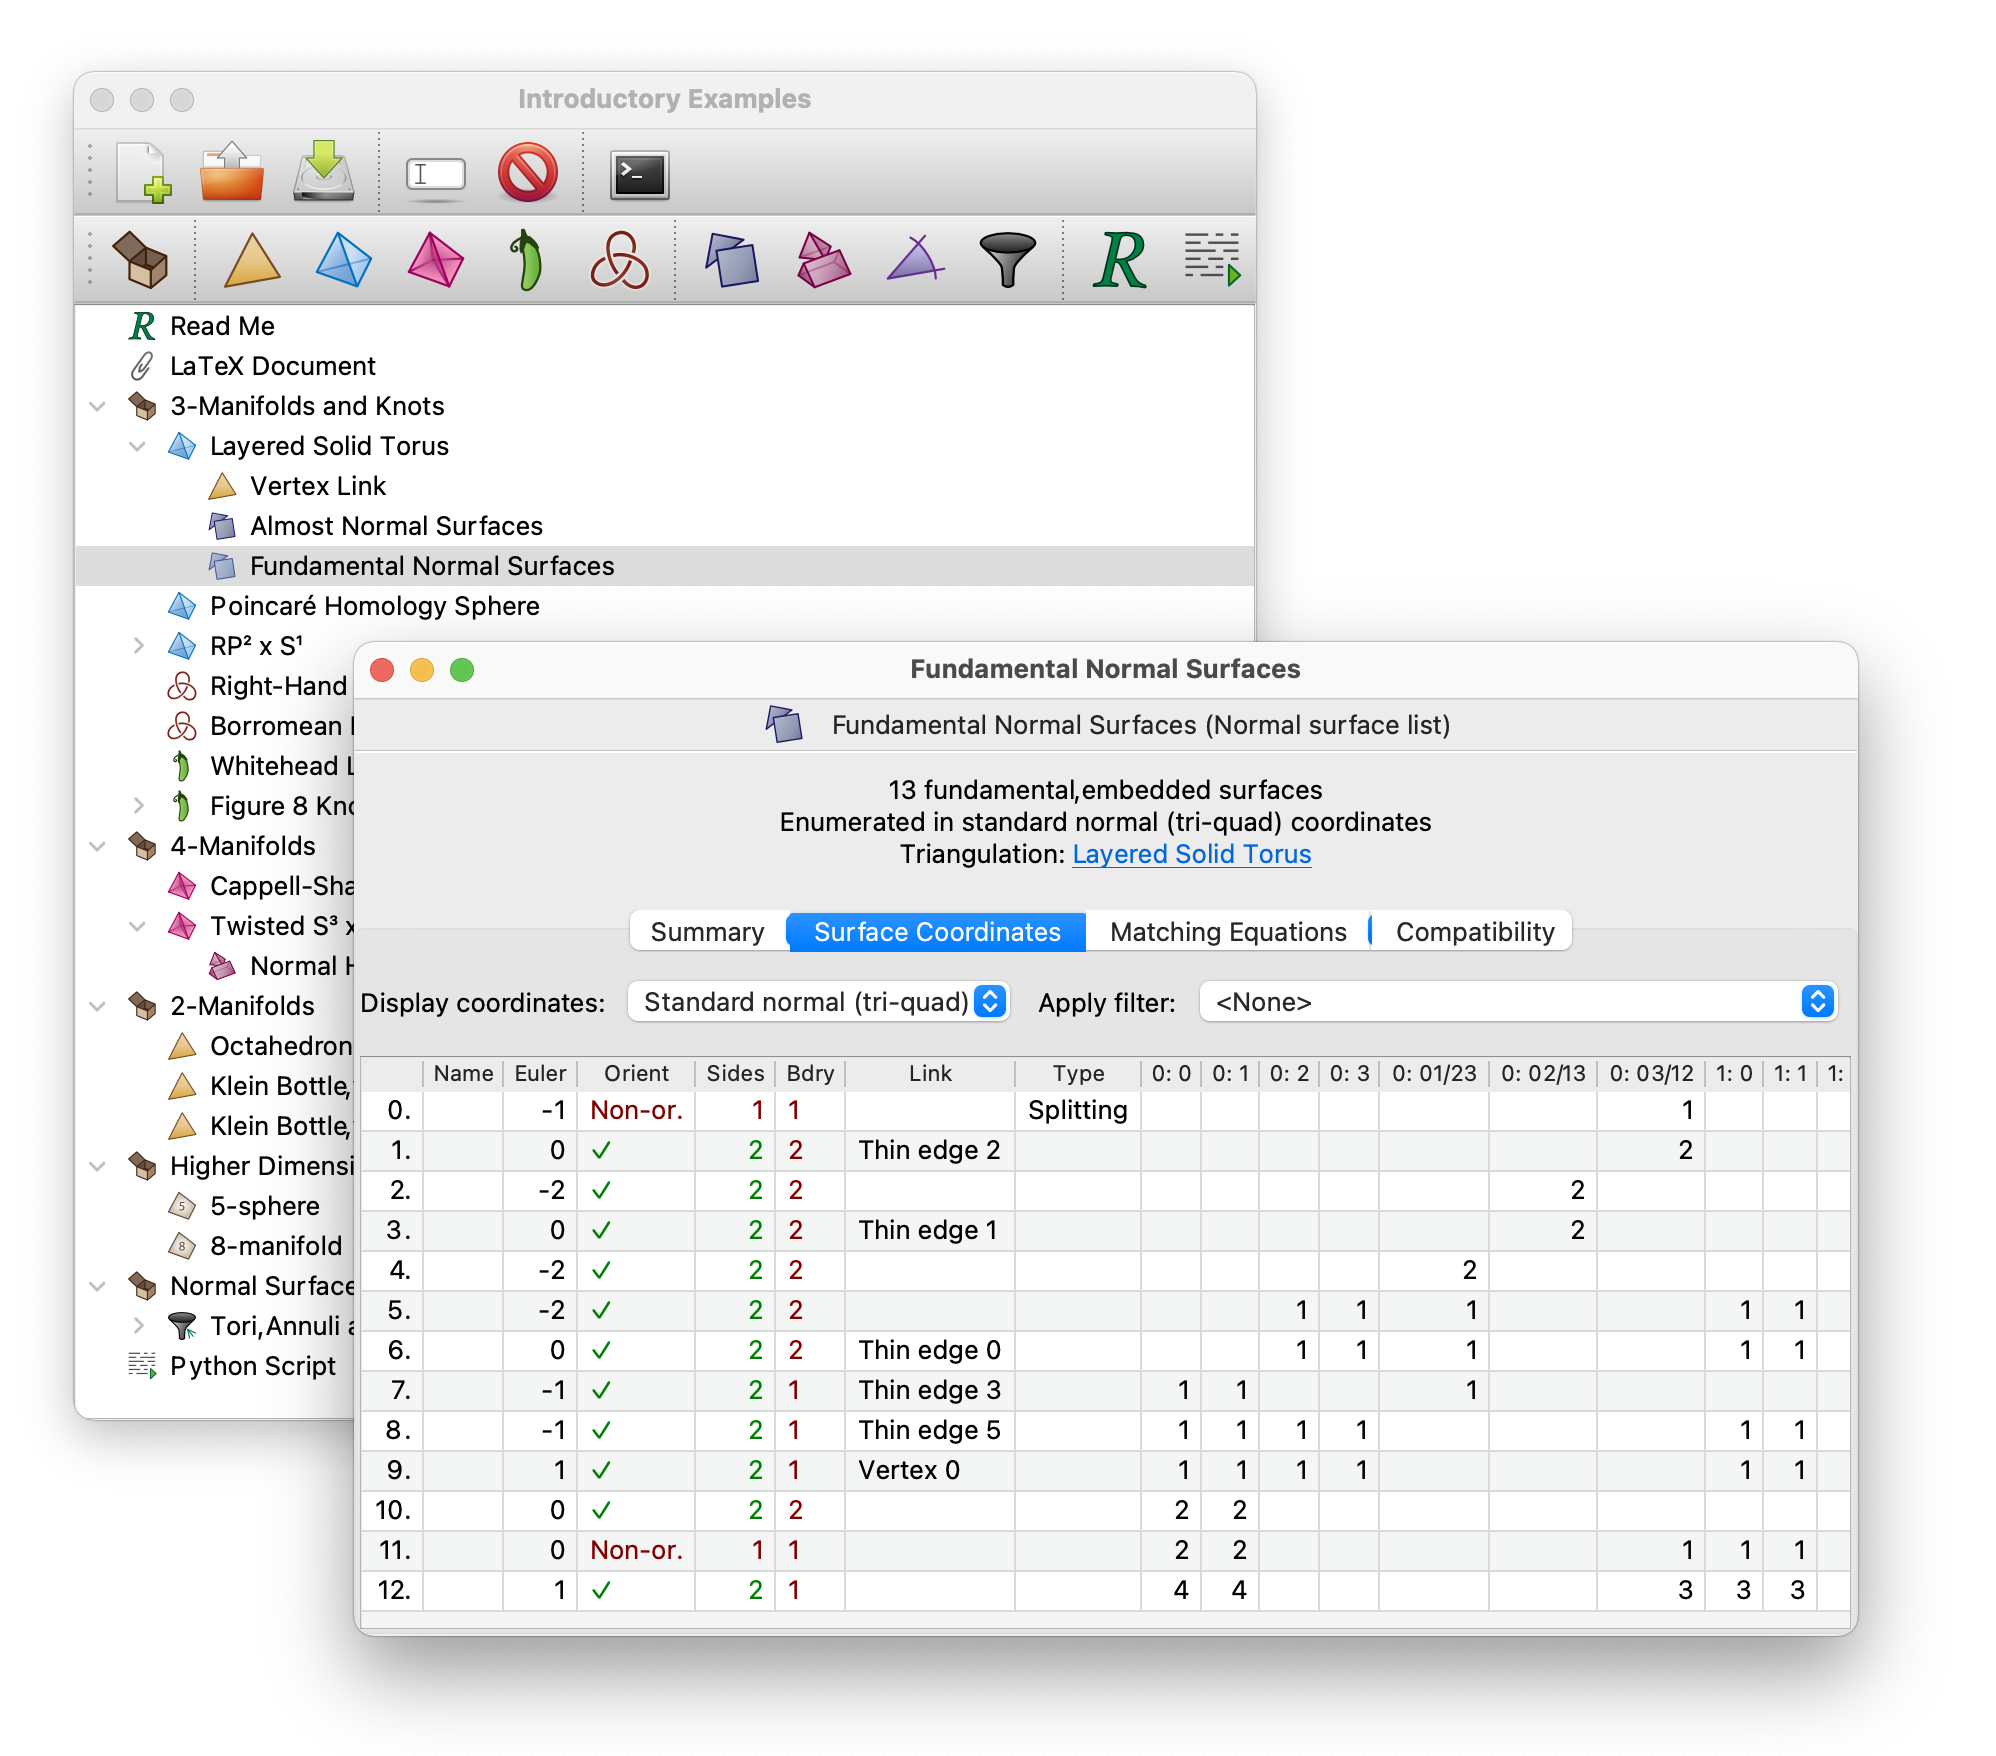 Introductory Examples
Read Me
LaTeX Document
3-Manifolds and Knots
Layered Solid Torus
Vertex Link
Almost Normal Surfaces
Fundamental Normal Surfaces
Poincaré Homology Sphere
RP² x S¹
Right-Hand
Borromean
Whitehead L
Figure 8 Kno
4-Manifolds
Cappell-Sha
Twisted S³ x
Normal H
2-Manifolds
Octahedron
Klein Bottle,
Klein Bottle,
Higher Dimensi
5-sphere
8-manifold
Normal Surface
Tori,Annuli a
Python Script
Fundamental Normal Surfaces
Fundamental Normal Surfaces (Normal surface list)
13 fundamental,embedded surfaces
Enumerated in standard normal (tri-quad) coordinates
Triangulation: Layered Solid Torus
Summary Surface Coordinates Matching Equations Compatibility
Display coordinates: Standard normal (tri-quad) Apply filter: <None>
Name Euler Orient Sides Bdry Link Type 0: 0 0: 1 0: 2 0: 3 0: 01/23 0: 02/13 0: 03/12 1: 0 1: 1 1:
0. -1 Non-or. 1 1 Splitting 1
1. 0 ✓ 2 2 Thin edge 2 2
2. -2 ✓ 2 2 2
3. 0 ✓ 2 2 Thin edge 1 2
4. -2 ✓ 2 2 2
5. -2 ✓ 2 2 1 1 1 1 1
6. 0 ✓ 2 2 Thin edge 0 1 1 1 1 1
7. -1 ✓ 2 1 Thin edge 3 1 1 1
8. -1 ✓ 2 1 Thin edge 5 1 1 1 1 1 1
9. 1 ✓ 2 1 Vertex 0 1 1 1 1 1 1
10. 0 ✓ 2 2 2 2
11. 0 Non-or. 1 1 2 2 1 1 1
12. 1 ✓ 2 1 4 4 3 3 3